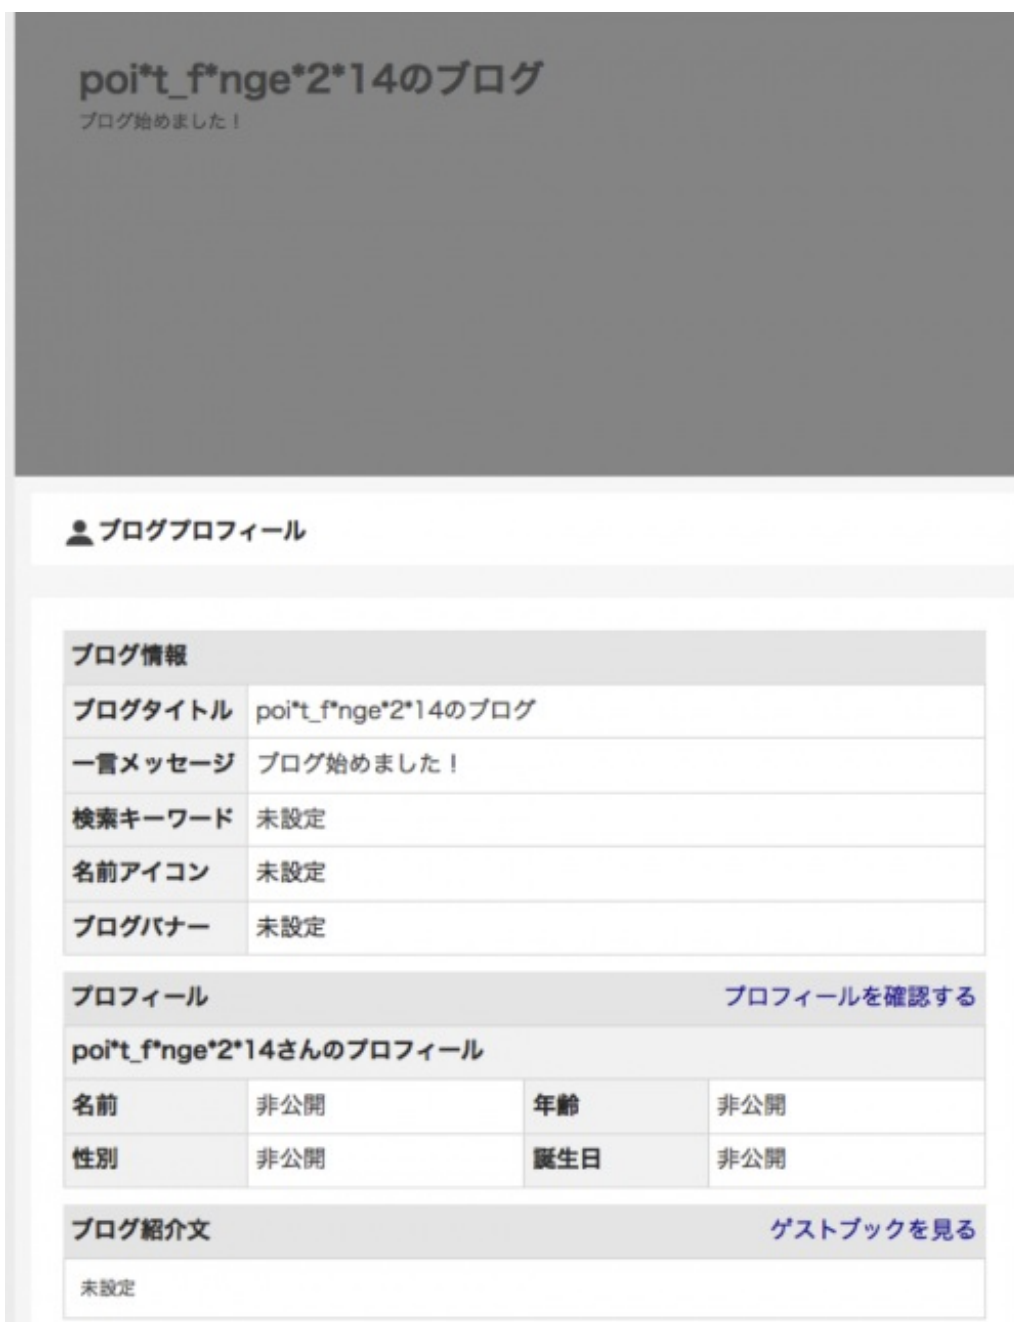 poi*t_f*nge*2*14のブログ
ブログ始めました！
ブログプロフィール
ブログ情報
ブログタイトル poi*t_f*nge*2*14のブログ
一言メッセージ ブログ始めました！
検索キーワード 未設定
名前アイコン 未設定
ブログバナー 未設定
プロフィール プロフィールを確認する
poi*t_f*nge*2*14さんのプロフィール
名前 非公開 年齢 非公開
性別 非公開 誕生日 非公開
ブログ紹介文 ゲストブックを見る
未設定